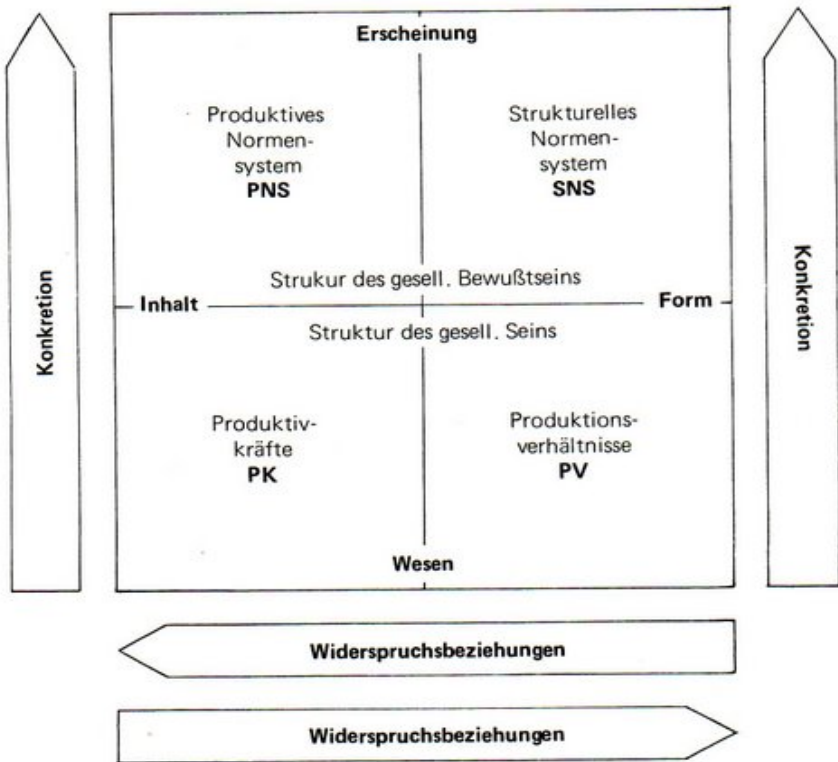 Erscheinung
Produktives
Normen-
system
PNS
Strukturelles
Normen-
system
SNS
Strukur des gesell. Bewußtseins
Inhalt
Form
Struktur des gesell. Seins
Produktiv-
kräfte
PK
Produktions-
verhältnisse
PV
Wesen
Konkretion
Konkretion
Widerspruchsbeziehungen
Widerspruchsbeziehungen